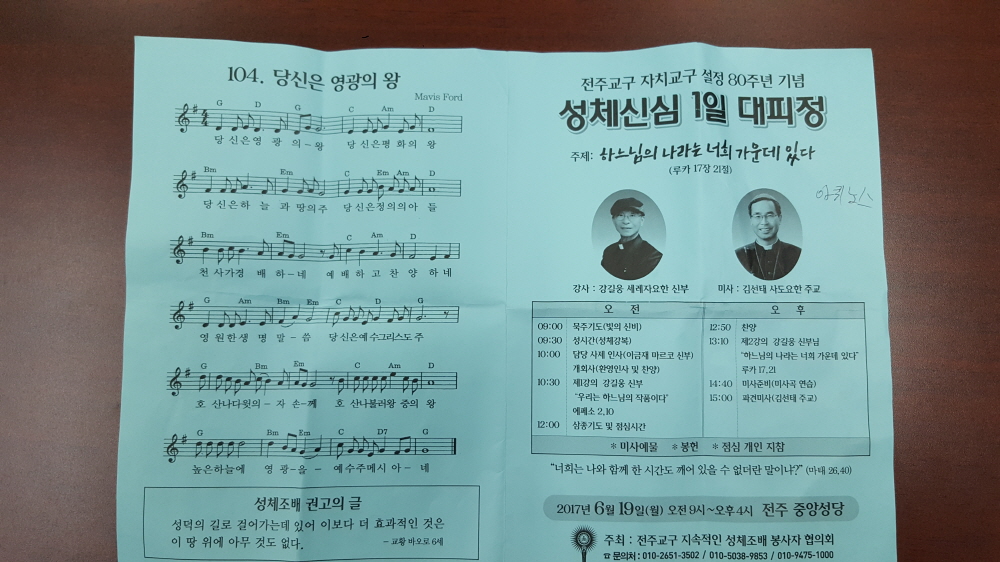 104. 당신은 영광의 왕
Mavis Ford
G D G C Am D
당 신은영 광 의-왕 당 신은평 화의 왕
Bm Em C Em Am D
당신은하 늘 과 땅의주 당신은정의의아 들
Bm Em C A D
천 사가경 배하-네 예배하고찬 양 하네
G Am Bm Em C D G
영 원한생 명 말-씀 당신은예수그리스도 주
G Bm Em C Am D
호 산나다윗의- 자 손-께 호 산나불러왕 중의 왕
G Bm Em C D7 G
높은하늘에 영 광-을- 예수주메시 아-네
성체조배 권고의 글
성덕의 길로 걸어가는데 있어 이보다 더 효과적인 것은
이 땅 위에 아무 것도 없다. - 교황 바오로 6세
전주교구 자치교구 설정 80주년 기념
성체신심 1일 대피정
주제: 하느님의 나라는 너희 가운데 있다
(루카 17장 21절)
강사 : 강길웅 세례자요한 신부
미사 : 김선태 사도요한 주교
오 전
09:00 묵주기도(빛의 신비)
09:30 성시간(성체강복)
10:00 담당 사제 인사(이금재 마르코 신부)
개회사(환영인사 및 찬양)
10:30 제1강의 강길웅 신부
"우리는 하느님의 작품이다"
에페소 2,10
12:00 삼종기도 및 점심시간
오 후
12:50 찬양
13:10 제2강의 강길웅 신부님
"하느님의 나라는 너희 가운데 있다"
루카 17,21
14:40 미사준비(미사곡 연습)
15:00 파견미사(김선태 주교)
* 미사예물 * 봉헌 * 점심 개인 지참
"너희는 나와 함께 한 시간도 깨어 있을 수 없더란 말이냐?" (마태 26,40)
2017년 6월 19일(월) 오전 9시~오후 4시 전주 중앙성당
주최 : 전주교구 지속적인 성체조배 봉사자 협의회
☎ 문의처 : 010-2651-3502 / 010-5038-9853 / 010-9475-1000